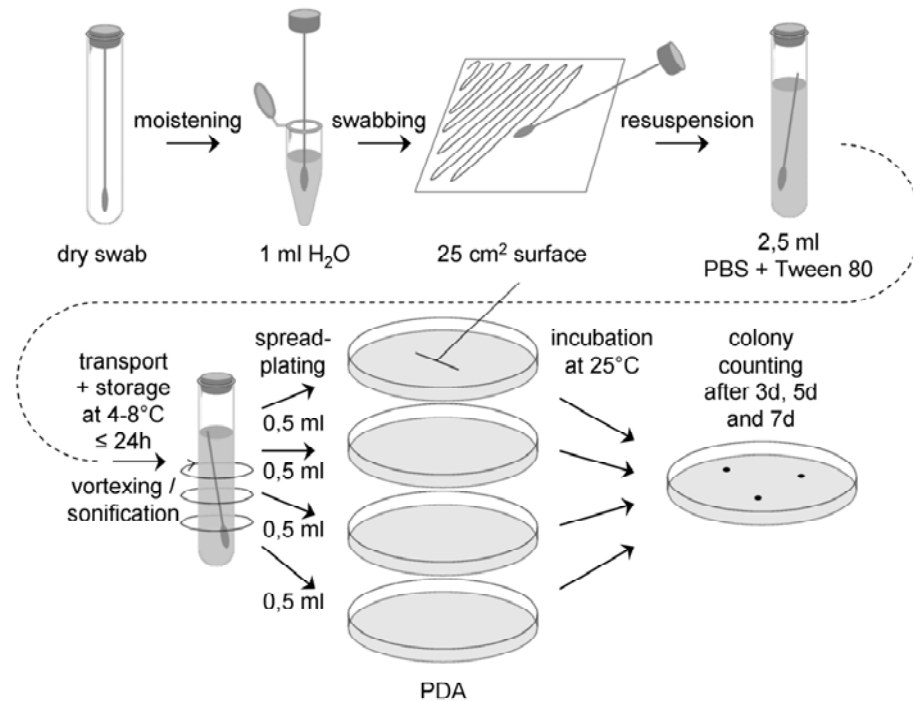 moistening
swabbing
resuspension
dry swab
1 ml H₂O
25 cm² surface
2,5 ml
PBS + Tween 80
transport
+ storage
at 4-8°C
≤ 24h
vortexing /
sonification
spread-
plating
0,5 ml
0,5 ml
0,5 ml
0,5 ml
PDA
incubation
at 25°C
colony
counting
after 3d, 5d
and 7d